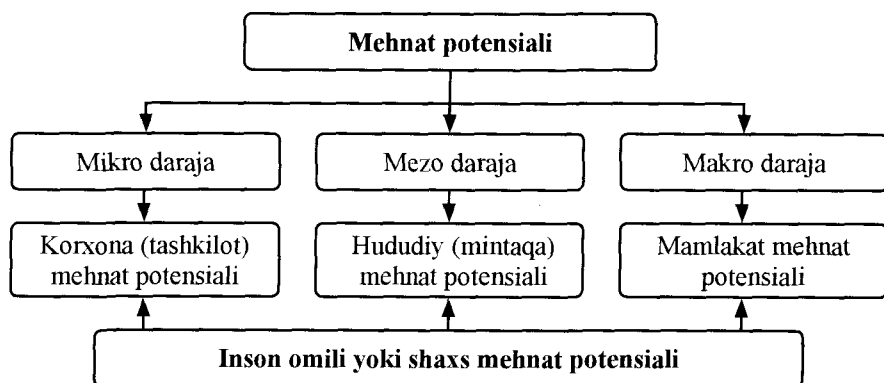 Mehnat potensiali
Mikro daraja
Mezo daraja
Makro daraja
Korxona (tashkilot)
mehnat potensiali
Hududiy (mintaqa)
mehnat potensiali
Mamlakat mehnat
potensiali
Inson omili yoki shaxs mehnat potensiali